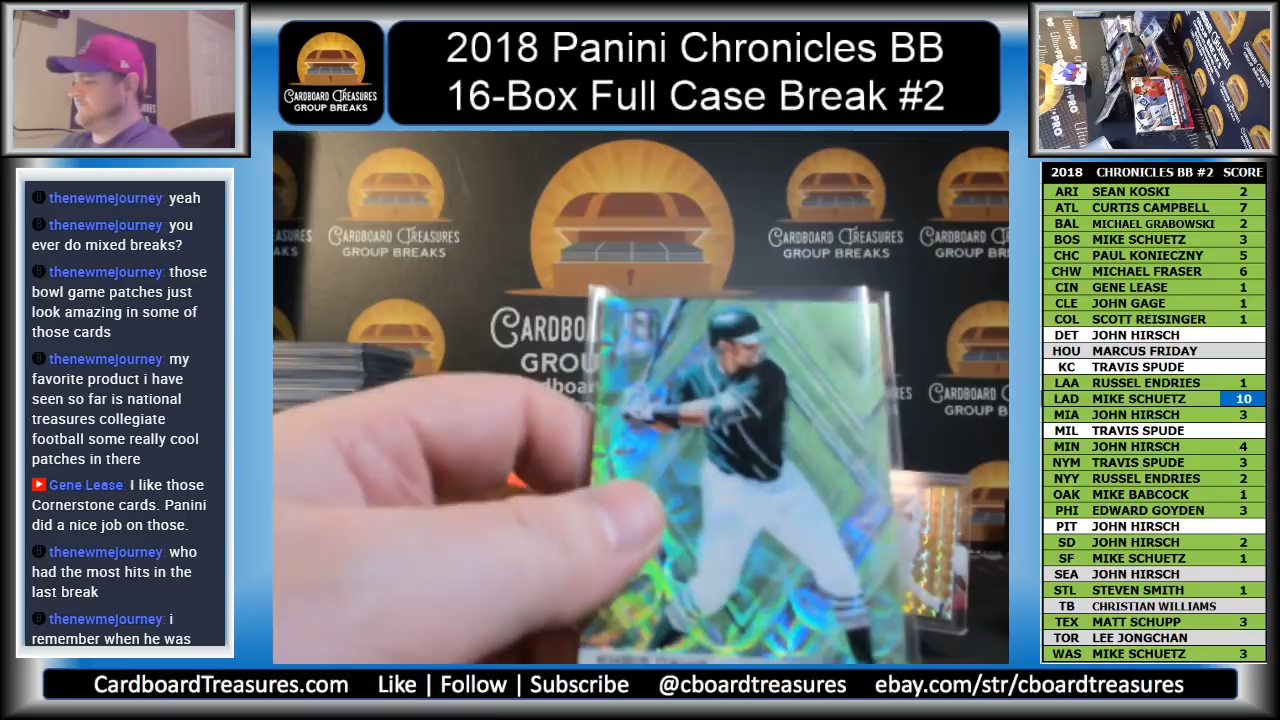 2018 Panini Chronicles BB
16-Box Full Case Break #2
CARDBOARD TREASURES
GROUP BREAKS
thenewmejourney: yeah
thenewmejourney: you
ever do mixed breaks?
thenewmejourney: those
bowl game patches just
look amazing in some of
those cards
thenewmejourney: my
favorite product i have
seen so far is national
treasures collegiate
football some really cool
patches in there
Gene Lease: I like those
Cornerstone cards. Panini
did a nice job on those.
thenewmejourney: who
had the most hits in the
last break
thenewmejourney: i
remember when he was
CARDBOARD TREASURES
GROUP BREAKS
CARDBOARD TREASURES
GROUP BREAKS
CARDBO
GROU
2018 CHRONICLES BB #2 SCORE
ARI SEAN KOSKI 2
ATL CURTIS CAMPBELL 7
BAL MICHAEL GRABOWSKI 2
BOS MIKE SCHUETZ 3
CHC PAUL KONIECZNY 5
CHW MICHAEL FRASER 6
CIN GENE LEASE 1
CLE JOHN GAGE 1
COL SCOTT REISINGER 1
DET JOHN HIRSCH
HOU MARCUS FRIDAY
KC TRAVIS SPUDE
LAA RUSSEL ENDRIES 1
LAD MIKE SCHUETZ 10
MIA JOHN HIRSCH 3
MIL TRAVIS SPUDE
MIN JOHN HIRSCH 4
NYM TRAVIS SPUDE 3
NYY RUSSEL ENDRIES 2
OAK MIKE BABCOCK 1
PHI EDWARD GOYDEN 3
PIT JOHN HIRSCH
SD JOHN HIRSCH 2
SF MIKE SCHUETZ 1
SEA JOHN HIRSCH
STL STEVEN SMITH 1
TB CHRISTIAN WILLIAMS
TEX MATT SCHUPP 3
TOR LEE JONGCHAN
WAS MIKE SCHUETZ 3
CardboardTreasures.com Like | Follow | Subscribe @cboardtreasures ebay.com/str/cboardtreasures